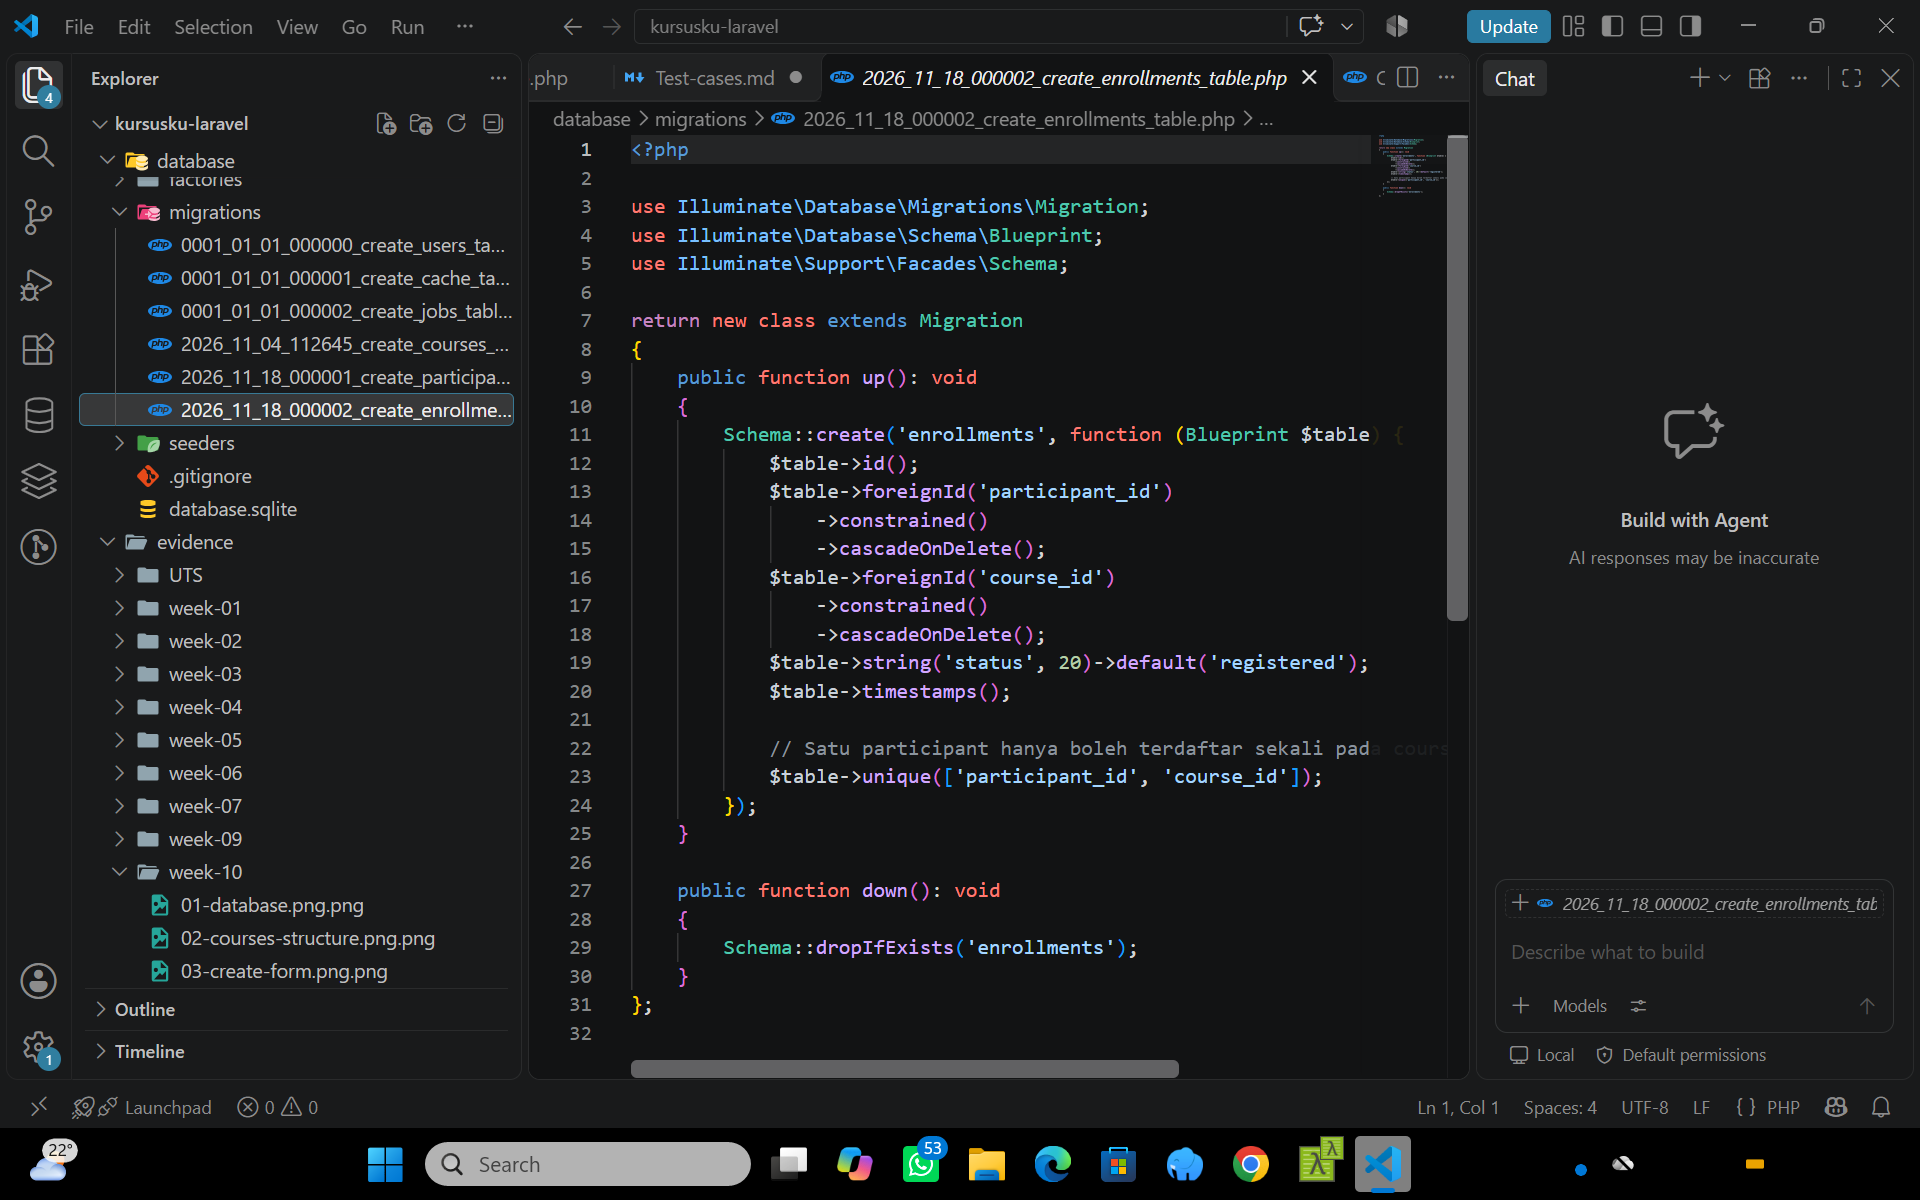 File Edit Selection View Go Run ···
kursusku-laravel
Update
Explorer
kursusku-laravel
database
factories
migrations
0001_01_01_000000_create_users_ta...
0001_01_01_000001_create_cache_ta...
0001_01_01_000002_create_jobs_tabl...
2026_11_04_112645_create_courses_...
2026_11_18_000001_create_participa...
2026_11_18_000002_create_enrollme...
seeders
.gitignore
database.sqlite
evidence
UTS
week-01
week-02
week-03
week-04
week-05
week-06
week-07
week-09
week-10
01-database.png.png
02-courses-structure.png.png
03-create-form.png.png
Outline
Timeline
4
1
.php
Test-cases.md
2026_11_18_000002_create_enrollments_table.php
C
database > migrations > 2026_11_18_000002_create_enrollments_table.php > ...
1 <?php
2
3 use Illuminate\Database\Migrations\Migration;
4 use Illuminate\Database\Schema\Blueprint;
5 use Illuminate\Support\Facades\Schema;
6
7 return new class extends Migration
8 {
9 public function up(): void
10 {
11 Schema::create('enrollments', function (Blueprint $table) {
12 $table->id();
13 $table->foreignId('participant_id')
14 ->constrained()
15 ->cascadeOnDelete();
16 $table->foreignId('course_id')
17 ->constrained()
18 ->cascadeOnDelete();
19 $table->string('status', 20)->default('registered');
20 $table->timestamps();
21
22 // Satu participant hanya boleh terdaftar sekali pada cours
23 $table->unique(['participant_id', 'course_id']);
24 });
25 }
26
27 public function down(): void
28 {
29 Schema::dropIfExists('enrollments');
30 }
31 };
32
Chat
Build with Agent
AI responses may be inaccurate
2026_11_18_000002_create_enrollments_tab
Describe what to build
Models
Local Default permissions
Launchpad 0 0
Ln 1, Col 1 Spaces: 4 UTF-8 LF { } PHP
22°
Search
53